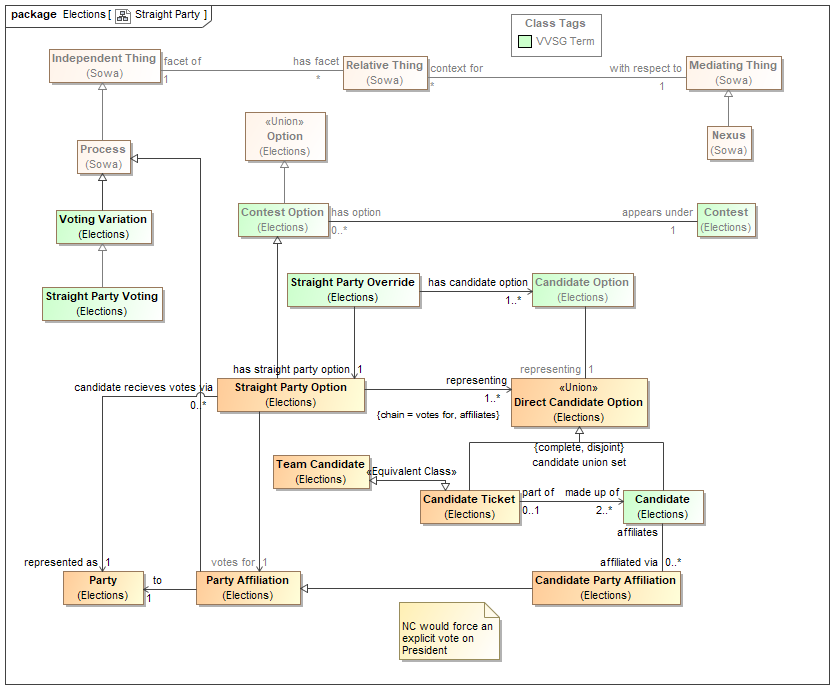 package Elections [ Straight Party ]
Class Tags
VVSG Term
Independent Thing
(Sowa)
facet of
1
has facet
*
Relative Thing
(Sowa)
context for
*
with respect to
1
Mediating Thing
(Sowa)
Nexus
(Sowa)
«Union»
Option
(Elections)
Process
(Sowa)
Voting Variation
(Elections)
Contest Option
(Elections)
has option
0..*
appears under
1
Contest
(Elections)
Straight Party Voting
(Elections)
Straight Party Override
(Elections)
has candidate option
1..*
Candidate Option
(Elections)
has straight party option
1
representing
1
candidate recieves votes via
0..*
Straight Party Option
(Elections)
representing
1..*
{chain = votes for, affiliates}
«Union»
Direct Candidate Option
(Elections)
{complete, disjoint}
candidate union set
Team Candidate
(Elections)
«Equivalent Class»
Candidate Ticket
(Elections)
part of
0..1
made up of
2..*
Candidate
(Elections)
affiliates
represented as
1
votes for
1
affiliated via
0..*
Party
(Elections)
to
1
Party Affiliation
(Elections)
Candidate Party Affiliation
(Elections)
NC would force an
explicit vote on
President